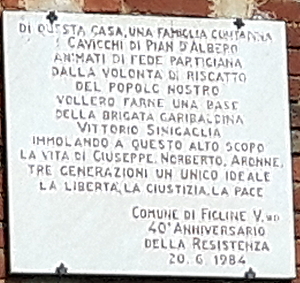 DI QUESTA CASA, UNA FAMIGLIA CONTADINA
I CAVICCHI DI PIAN D'ALBERO
ANIMATI DI FEDE PARTIGIANA
DALLA VOLONTÀ DI RISCATTO
DEL POPOLO NOSTRO
VOLLERO FARNE UNA BASE
DELLA BRIGATA GARIBALDINA
VITTORIO SINIGAGLIA
IMMOLANDO A QUESTO ALTO SCOPO
LA VITA DI GIUSEPPE, NORBERTO, ARONNE,
TRE GENERAZIONI UN UNICO IDEALE
LA LIBERTÀ, LA GIUSTIZIA, LA PACE
COMUNE DI FIGLINE V.
40° ANNIVERSARIO
DELLA RESISTENZA
20.6.1984